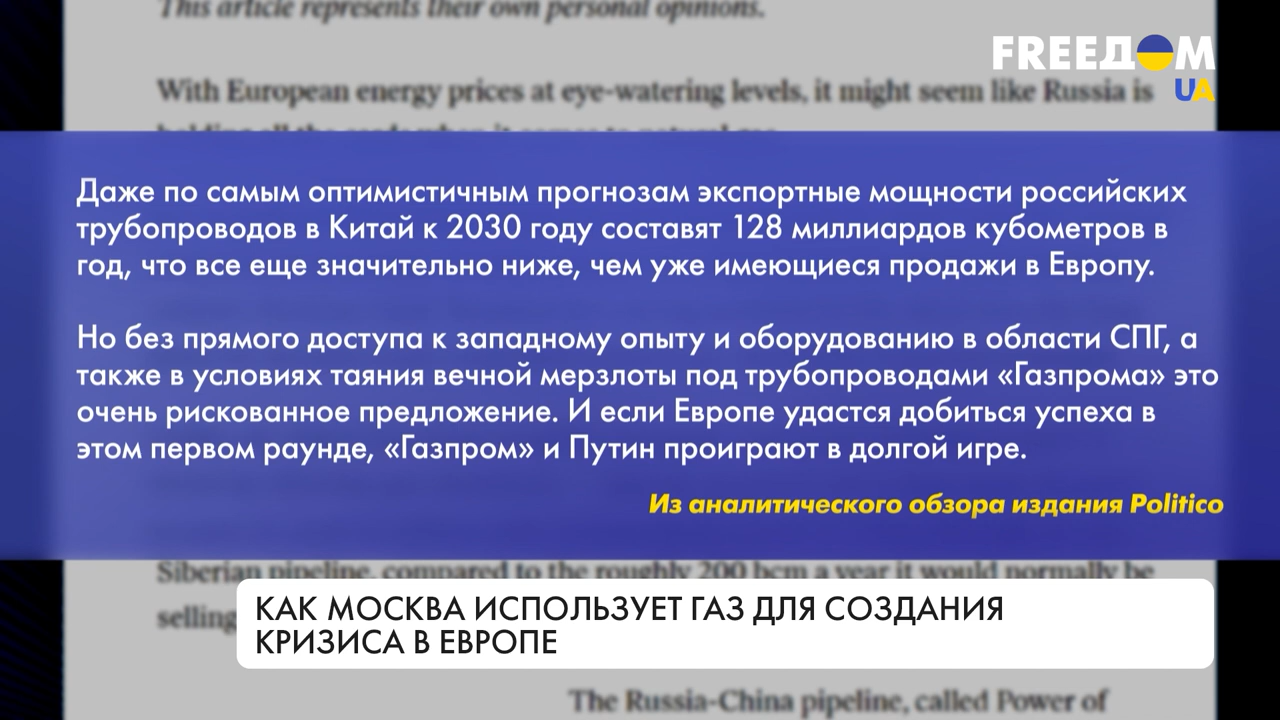 This article represents their own personal opinions.
FREEДOM
UA
With European energy prices at eye-watering levels, it might seem like Russia is
Даже по самым оптимистичным прогнозам экспортные мощности российских
трубопроводов в Китай к 2030 году составят 128 миллиардов кубометров в
год, что все еще значительно ниже, чем уже имеющиеся продажи в Европу.
Но без прямого доступа к западному опыту и оборудованию в области СПГ, а
также в условиях таяния вечной мерзлоты под трубопроводами «Газпрома» это
очень рискованное предложение. И если Европе удастся добиться успеха в
этом первом раунде, «Газпром» и Путин проиграют в долгой игре.
Из аналитического обзора издания Politico
Siberian pipeline, compared to the roughly 200 bcm a year it would normally be
selling
КАК МОСКВА ИСПОЛЬЗУЕТ ГАЗ ДЛЯ СОЗДАНИЯ
КРИЗИСА В ЕВРОПЕ
The Russia-China pipeline, called Power of